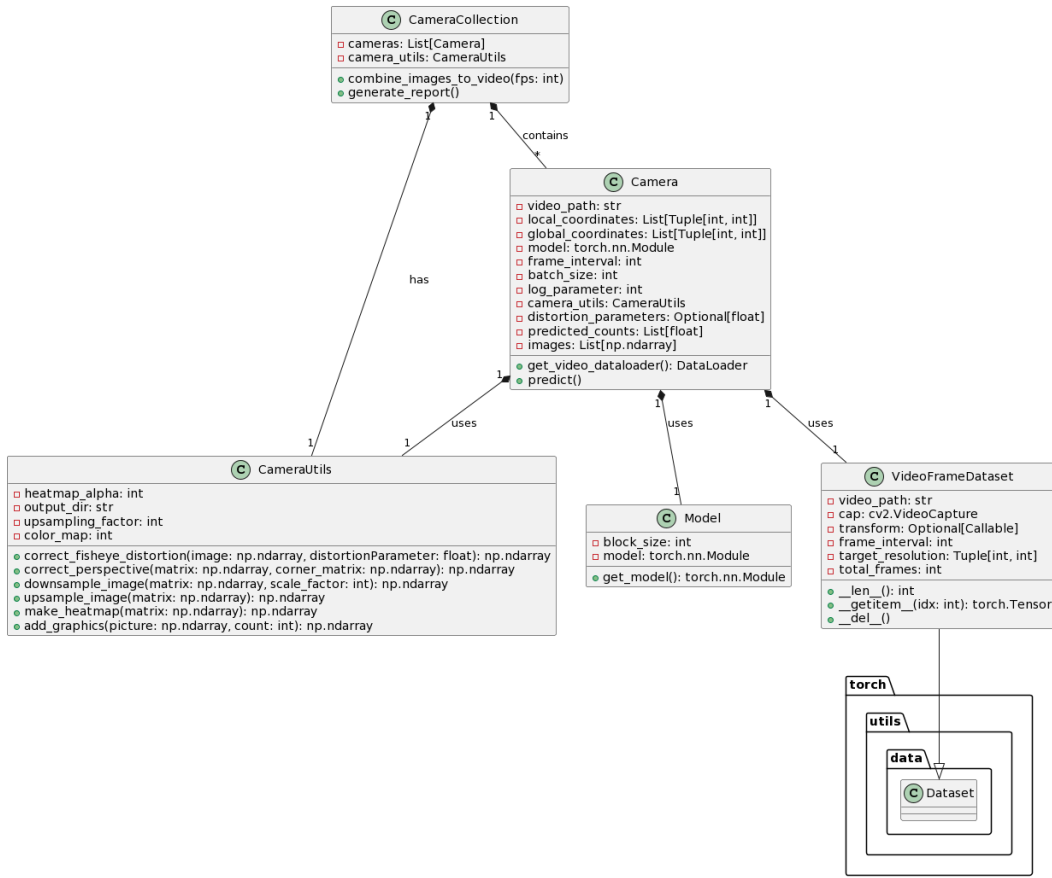 C CameraCollection
cameras: List[Camera]
camera_utils: CameraUtils
combine_images_to_video(fps: int)
generate_report()
1
1
contains
*
C Camera
video_path: str
local_coordinates: List[Tuple[int, int]]
global_coordinates: List[Tuple[int, int]]
model: torch.nn.Module
frame_interval: int
batch_size: int
log_parameter: int
camera_utils: CameraUtils
distortion_parameters: Optional[float]
predicted_counts: List[float]
images: List[np.ndarray]
get_video_dataloader(): DataLoader
predict()
has
1
1
1
uses
uses
uses
1
1
1
1
C CameraUtils
heatmap_alpha: int
output_dir: str
upsampling_factor: int
color_map: int
correct_fisheye_distortion(image: np.ndarray, distortionParameter: float): np.ndarray
correct_perspective(matrix: np.ndarray, corner_matrix: np.ndarray): np.ndarray
downsample_image(matrix: np.ndarray, scale_factor: int): np.ndarray
upsample_image(matrix: np.ndarray): np.ndarray
make_heatmap(matrix: np.ndarray): np.ndarray
add_graphics(picture: np.ndarray, count: int): np.ndarray
C Model
block_size: int
model: torch.nn.Module
get_model(): torch.nn.Module
C VideoFrameDataset
video_path: str
cap: cv2.VideoCapture
transform: Optional[Callable]
frame_interval: int
target_resolution: Tuple[int, int]
total_frames: int
__len__(): int
__getitem__(idx: int): torch.Tensor
__del__()
torch
utils
data
C Dataset